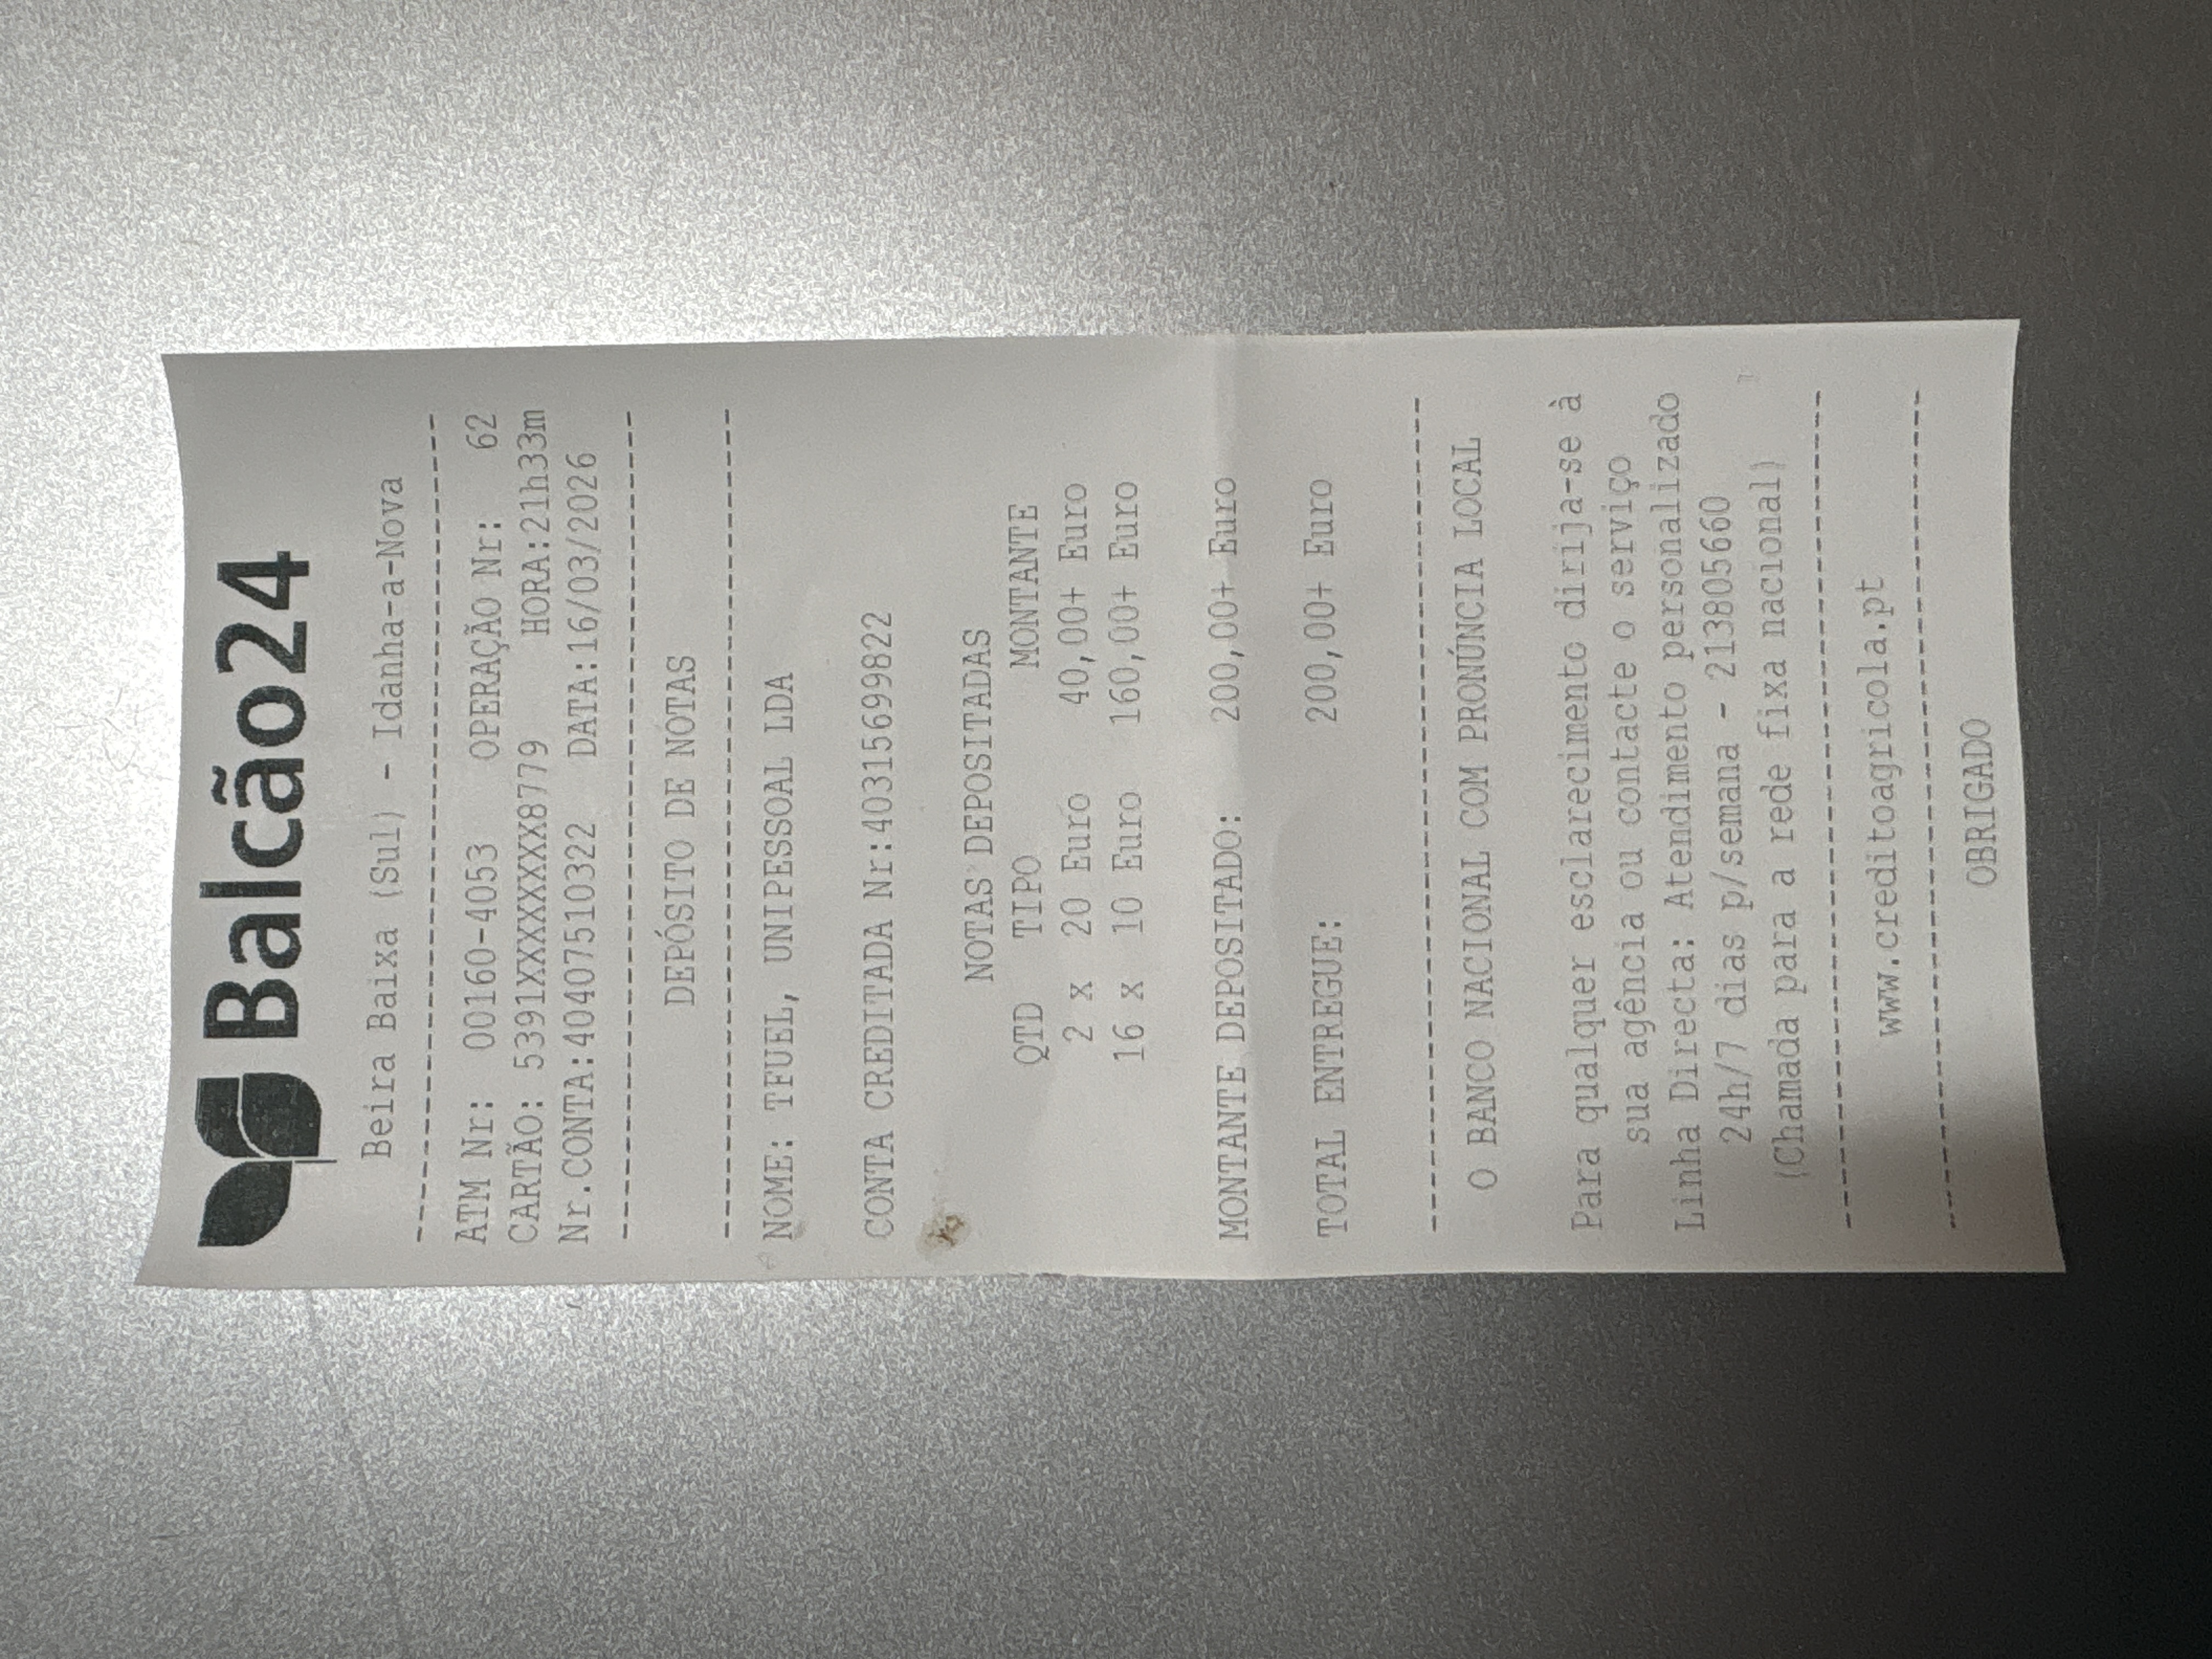 Balcão24
Beira Baixa (Sul) - Idanha-a-Nova
----------------------------------------
ATM Nr: 00160-4053 OPERAÇÃO Nr: 62
CARTÃO: 5391XXXXXXXX8779 HORA:21h33m
Nr.CONTA:40407510322 DATA:16/03/2026
----------------------------------------
DEPÓSITO DE NOTAS
----------------------------------------
NOME: TFUEL, UNIPESSOAL LDA
CONTA CREDITADA Nr:40315699822
NOTAS DEPOSITADAS
QTD TIPO MONTANTE
2 x 20 Euro 40,00+ Euro
16 x 10 Euro 160,00+ Euro
MONTANTE DEPOSITADO: 200,00+ Euro
TOTAL ENTREGUE: 200,00+ Euro
----------------------------------------
O BANCO NACIONAL COM PRONÚNCIA LOCAL
Para qualquer esclarecimento dirija-se à
sua agência ou contacte o serviço
Linha Directa: Atendimento personalizado
24h/7 dias p/semana - 213805660
(Chamada para a rede fixa nacional)
----------------------------------------
www.creditoagricola.pt
----------------------------------------
OBRIGADO